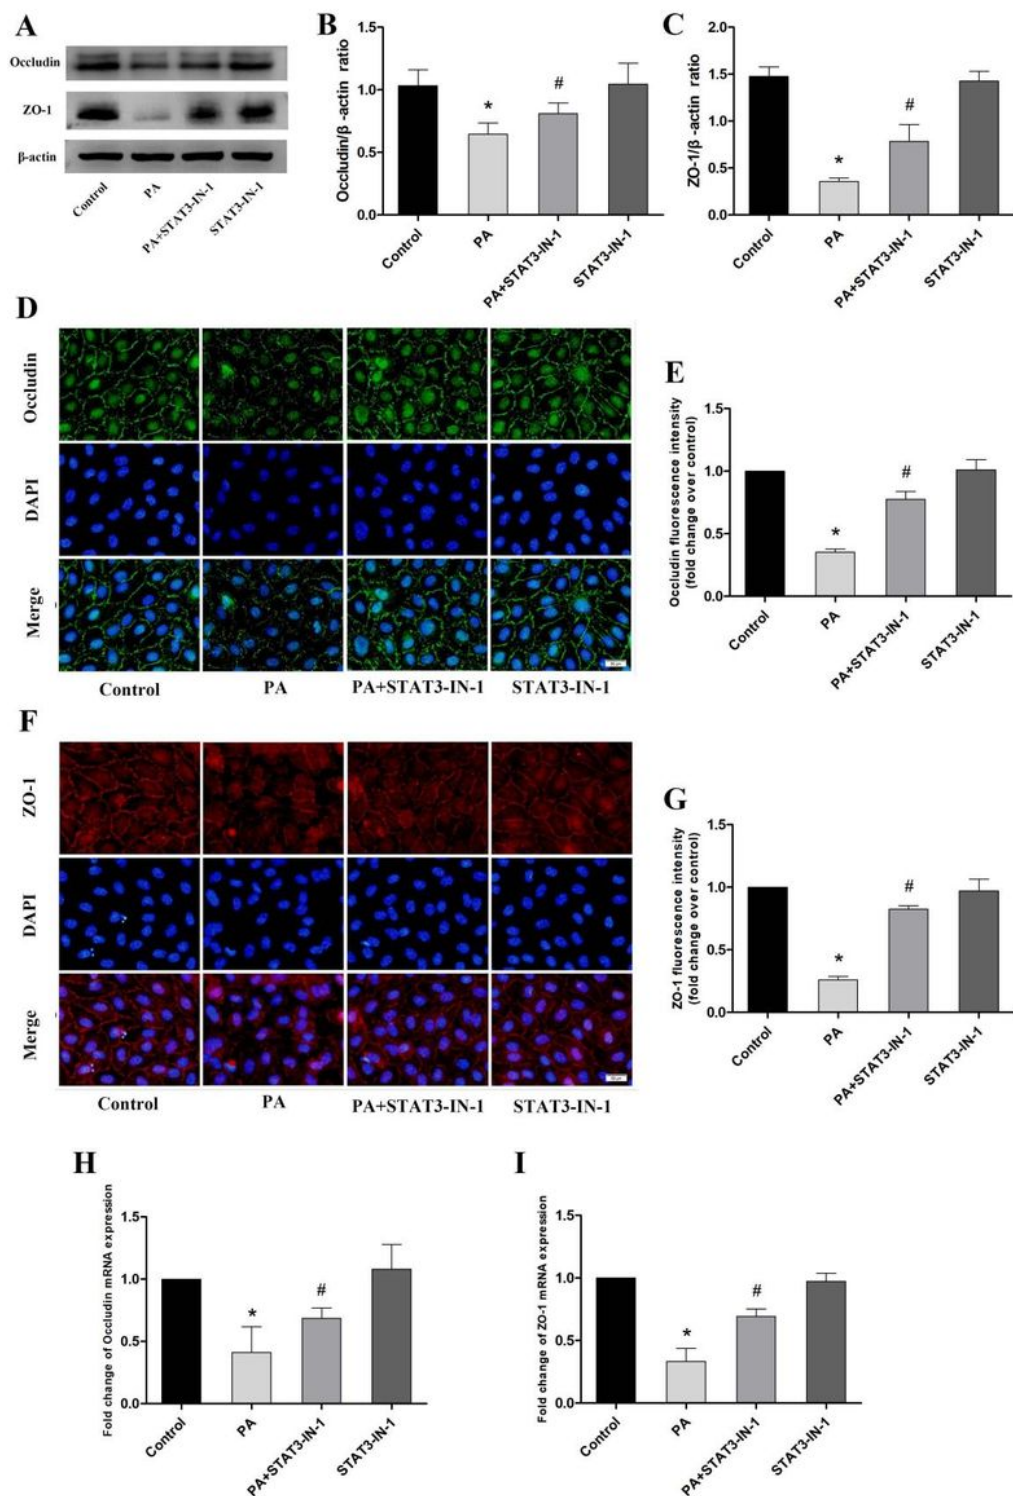 A
Occludin
ZO-1
β-actin
Control
PA
PA+STAT3-IN-1
STAT3-IN-1
B
Occludin/β -actin ratio
1.5
1.0
0.5
0.0
*
#
Control
PA
PA+STAT3-IN-1
STAT3-IN-1
C
ZO-1/β -actin ratio
2.0
1.5
1.0
0.5
0.0
*
#
Control
PA
PA+STAT3-IN-1
STAT3-IN-1
D
Occludin
DAPI
Merge
Control
PA
PA+STAT3-IN-1
STAT3-IN-1
E
Occludin fluorescence intensity
(fold change over control)
1.5
1.0
0.5
0.0
*
#
Control
PA
PA+STAT3-IN-1
STAT3-IN-1
F
ZO-1
DAPI
Merge
Control
PA
PA+STAT3-IN-1
STAT3-IN-1
G
ZO-1 fluorescence intensity
(fold change over control)
1.5
1.0
0.5
0.0
*
#
Control
PA
PA+STAT3-IN-1
STAT3-IN-1
H
Fold change of Occludin mRNA expression
1.5
1.0
0.5
0.0
*
#
Control
PA
PA+STAT3-IN-1
STAT3-IN-1
I
Fold change of ZO-1 mRNA expression
1.5
1.0
0.5
0.0
*
#
Control
PA
PA+STAT3-IN-1
STAT3-IN-1